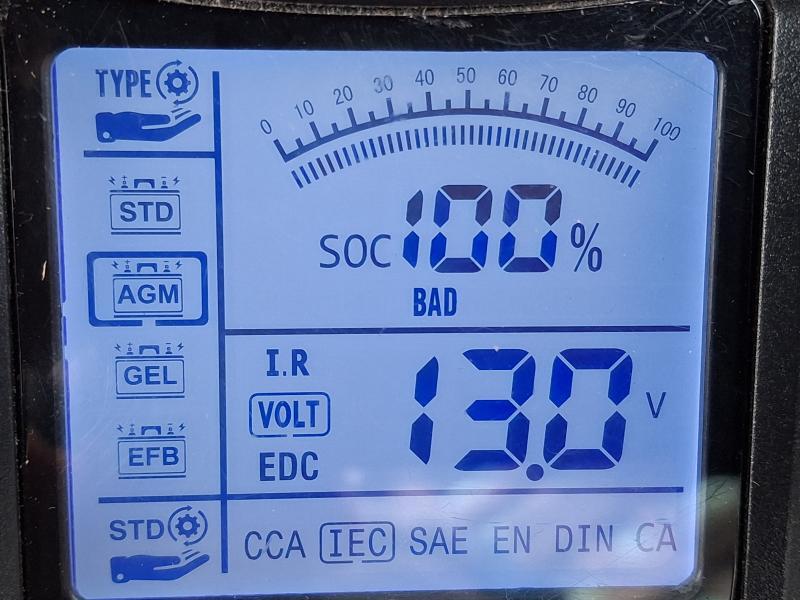 TYPE
0 10 20 30 40 50 60 70 80 90 100
STD
SOC 100 %
AGM
BAD
I.R
GEL
VOLT
13.0 V
EFB
EDC
STD
CCA IEC SAE EN DIN CA